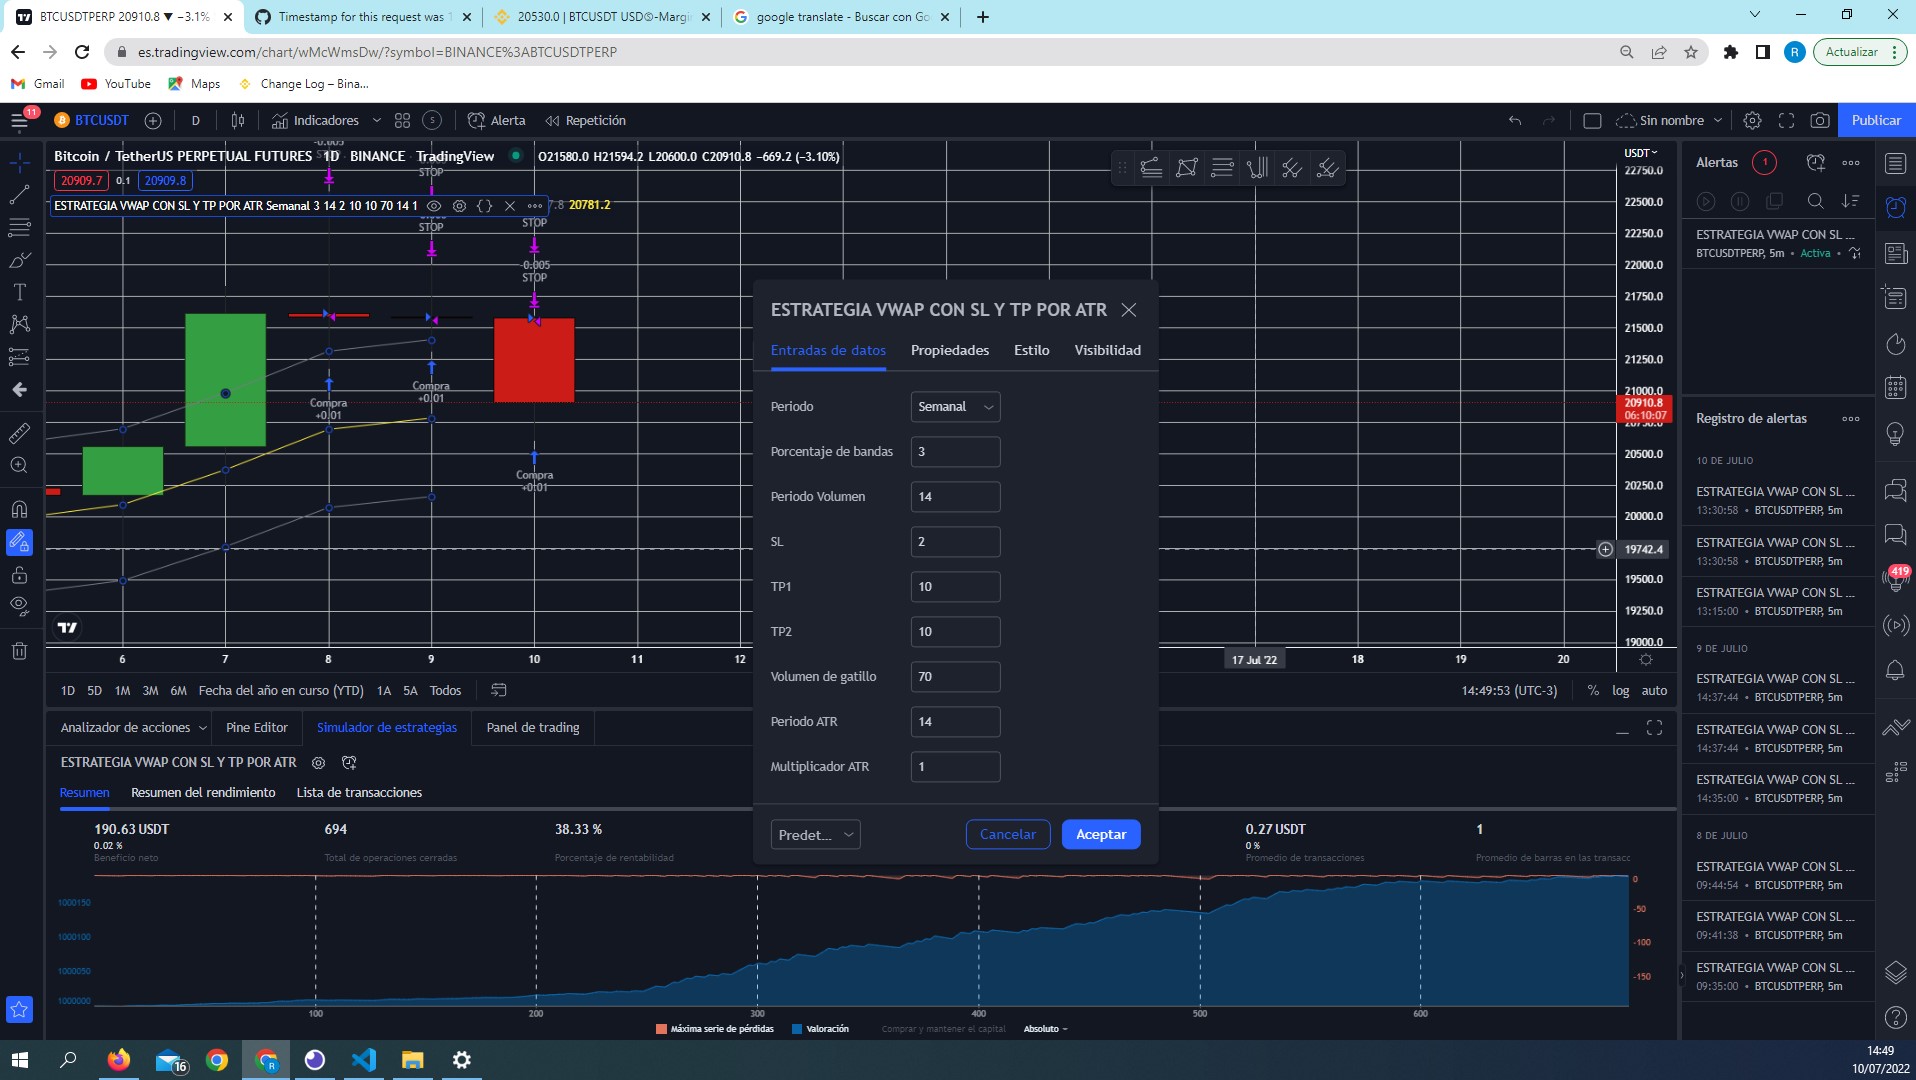 BTCUSDTPERP 20910.8 ▼ −3.1%
Timestamp for this request was 1
20530.0 | BTCUSDT USDⓈ-Margi
google translate - Buscar con Go
es.tradingview.com/chart/wMcWmsDw/?symbol=BINANCE%3ABTCUSDTPERP
R
Actualizar
Gmail
YouTube
Maps
Change Log – Bina...
11
BTCUSDT
D
Indicadores
S
Alerta
Repetición
Sin nombre
Publicar
Bitcoin / TetherUS PERPETUAL FUTURES 1D BINANCE TradingView
O21580.0 H21594.2 L20600.0 C20910.8 −669.2 (−3.10%)
20909.7 0.1 20909.8
ESTRATEGIA VWAP CON SL Y TP POR ATR Semanal 3 14 2 10 10 70 14 1
7.8 20781.2
STOP
STOP
STOP
-0.005
STOP
Compra
+0.01
Compra
+0.01
Compra
+0.01
USDT
22750.0
22500.0
22250.0
22000.0
21750.0
21500.0
21250.0
21000.0
20910.8
06:10:07
20750.0
20500.0
20250.0
20000.0
19742.4
19500.0
19250.0
19000.0
6 7 8 9 10 11 12 17 Jul '22 18 19 20
1D 5D 1M 3M 6M Fecha del año en curso (YTD) 1A 5A Todos
14:49:53 (UTC-3) % log auto
Analizador de acciones
Pine Editor
Simulador de estrategias
Panel de trading
ESTRATEGIA VWAP CON SL Y TP POR ATR
Resumen
Resumen del rendimiento
Lista de transacciones
190.63 USDT
0.02 %
Beneficio neto
694
Total de operaciones cerradas
38.33 %
Porcentaje de rentabilidad
0.27 USDT
0 %
Promedio de transacciones
1
Promedio de barras en las transacc
1000150
1000100
1000050
1000000
0
-50
-100
-150
100 200 300 400 500 600
Máxima serie de pérdidas
Valoración
Comprar y mantener el capital
Absoluto
ESTRATEGIA VWAP CON SL Y TP POR ATR
Entradas de datos
Propiedades
Estilo
Visibilidad
Periodo Semanal
Porcentaje de bandas 3
Periodo Volumen 14
SL 2
TP1 10
TP2 10
Volumen de gatillo 70
Periodo ATR 14
Multiplicador ATR 1
Predet...
Cancelar
Aceptar
Alertas
1
ESTRATEGIA VWAP CON SL ...
BTCUSDTPERP, 5m • Activa •
Registro de alertas
10 DE JULIO
ESTRATEGIA VWAP CON SL ...
13:30:58 • BTCUSDTPERP, 5m
ESTRATEGIA VWAP CON SL ...
13:30:58 • BTCUSDTPERP, 5m
ESTRATEGIA VWAP CON SL ...
13:15:00 • BTCUSDTPERP, 5m
9 DE JULIO
ESTRATEGIA VWAP CON SL ...
14:37:44 • BTCUSDTPERP, 5m
ESTRATEGIA VWAP CON SL ...
14:37:44 • BTCUSDTPERP, 5m
ESTRATEGIA VWAP CON SL ...
14:35:00 • BTCUSDTPERP, 5m
8 DE JULIO
ESTRATEGIA VWAP CON SL ...
09:44:54 • BTCUSDTPERP, 5m
ESTRATEGIA VWAP CON SL ...
09:41:38 • BTCUSDTPERP, 5m
ESTRATEGIA VWAP CON SL ...
09:35:00 • BTCUSDTPERP, 5m
419
16
14:49
10/07/2022